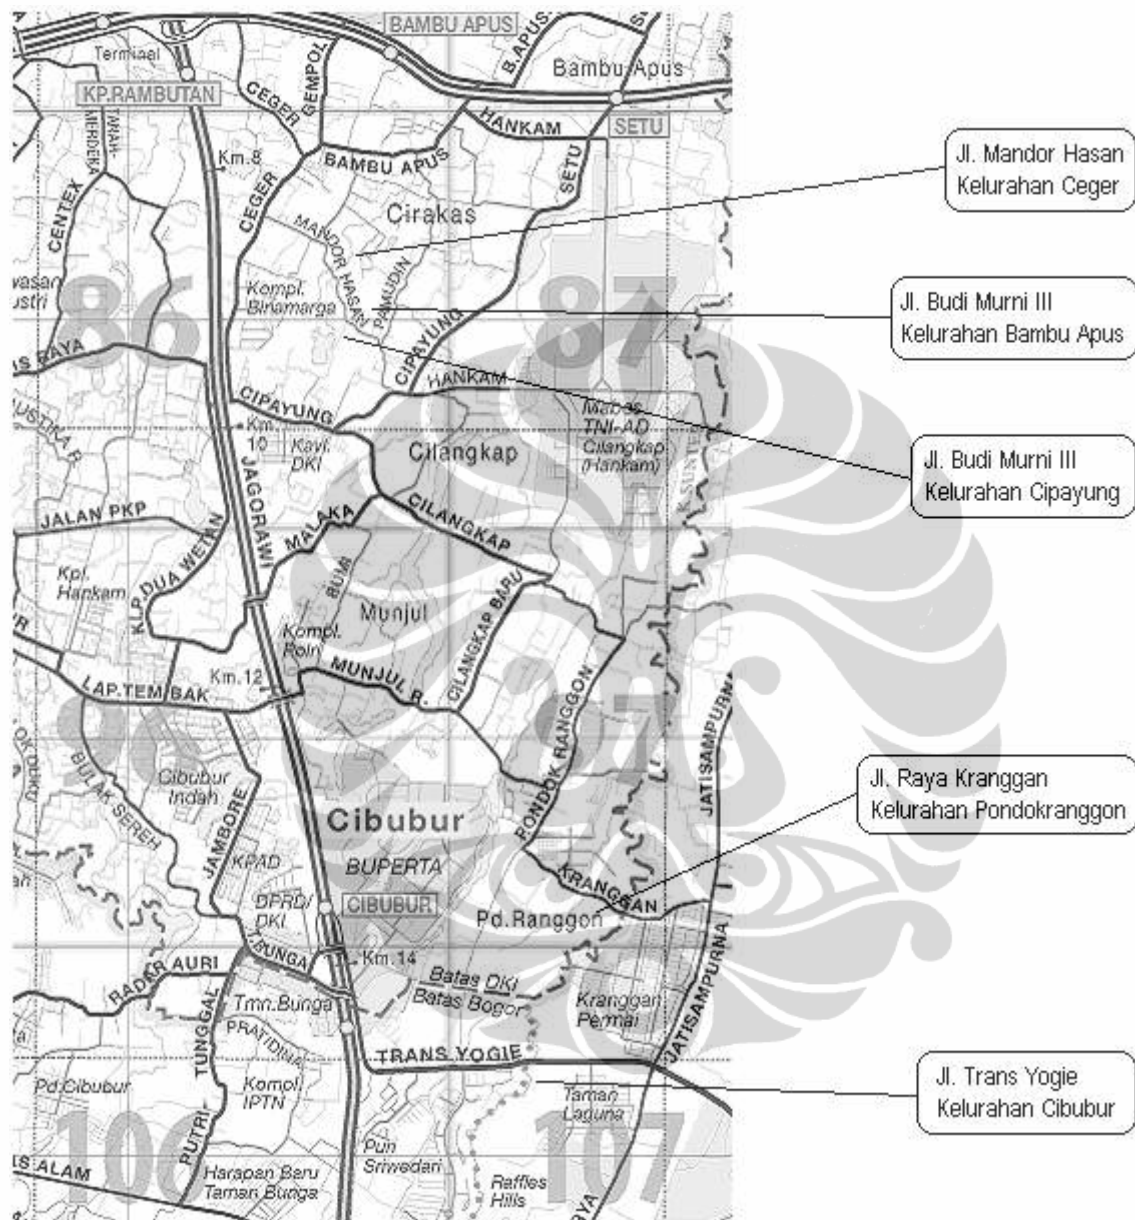 BAMBU APUS
B.APUS
Bambu Apus
Terminal
KP.RAMBUTAN
CEGER
GEMPOL
HANKAM
SETU
TANAH-
MERDEKA
Km.8
BAMBU APUS
SETU
Jl. Mandor Hasan
Kelurahan Ceger
CENTEX
CEGER
Cirakas
MANDOR HASAN
PAMUDIN
Kompl.
Binamarga
86
87
Jl. Budi Murni III
Kelurahan Bambu Apus
CIPAYUNG
HANKAM
CIPAYUNG
Km.
10
Kavl.
DKI
Cilangkap
Mabes
TNI-AD
Cilangkap
(Hankam)
K.SUNTER
Jl. Budi Murni III
Kelurahan Cipayung
JALAN PKP
JAGORAWI
MALAKA
CILANGKAP
KLP.DUA WETAN
Kpl.
Hankam
BUMI
Munjul
CILANGKAP BARU
Kompl.
Polri
Km.12
MUNJUL R.
LAP.TEMBAK
96
97
PONDOK RANGGON
JATISAMPURNA
BULAK SEREH
Cibubur
Indah
JAMBORE
Cibubur
KPAD
BUPERTA
Jl. Raya Kranggan
Kelurahan Pondokranggon
KRANGGAN
DPRD/
DKI
CIBUBUR
Pd.Ranggon
T.BUNGA
Km.14
RADAR AURI
Batas DKI
Batas Bogor
Tmn.Bunga
Kranggan
Permai
JATISAMPURNA
TUNGGAL
PRATIDINA
TRANS YOGIE
Pd.Cibubur
Kompl.
IPTN
Taman
Laguna
Jl. Trans Yogie
Kelurahan Cibubur
106
107
PUTRI
Pun
Sriwedari
Harapan Baru
Taman Bunga
Raffles
Hills